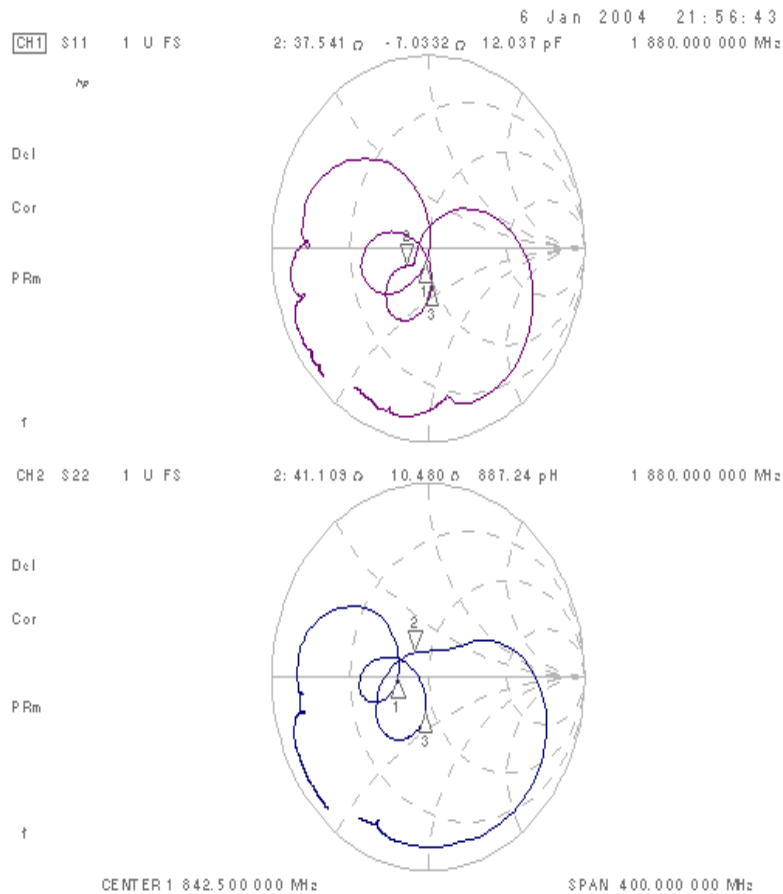 6 Jan 2004 21:56:43
CH1 S11 1 U FS 2: 37.541 Ω -7.0332 Ω 12.037 pF 1 880.000 000 MHz
hp
Del
Cor
PRm
2
1
3
f
CH2 S22 1 U FS 2: 41.109 Ω 10.480 Ω 887.24 pH 1 880.000 000 MHz
Del
Cor
2
PRm
1
3
f
CENTER 1 842.500 000 MHz SPAN 400.000 000 MHz